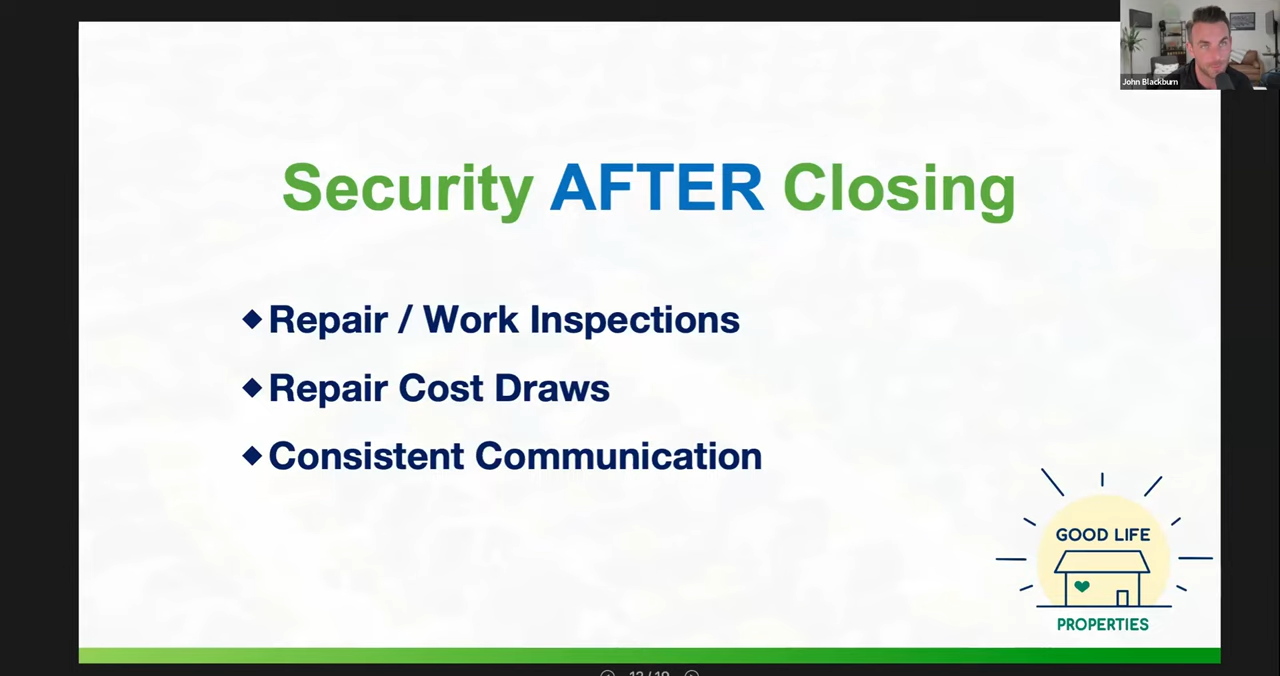 John Blackburn
Security AFTER Closing
◆Repair / Work Inspections
◆Repair Cost Draws
◆Consistent Communication
GOOD LIFE
PROPERTIES